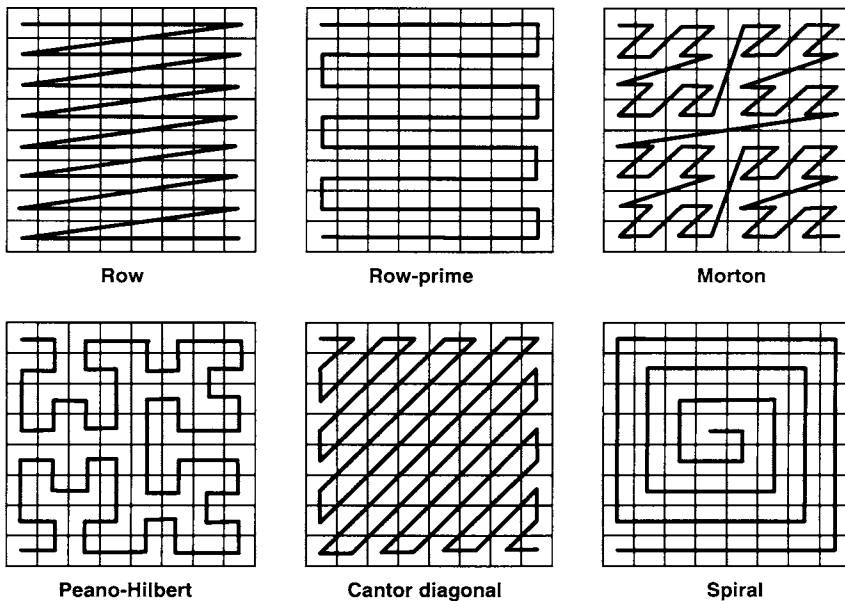 Row
Row-prime
Morton
Peano-Hilbert
Cantor diagonal
Spiral